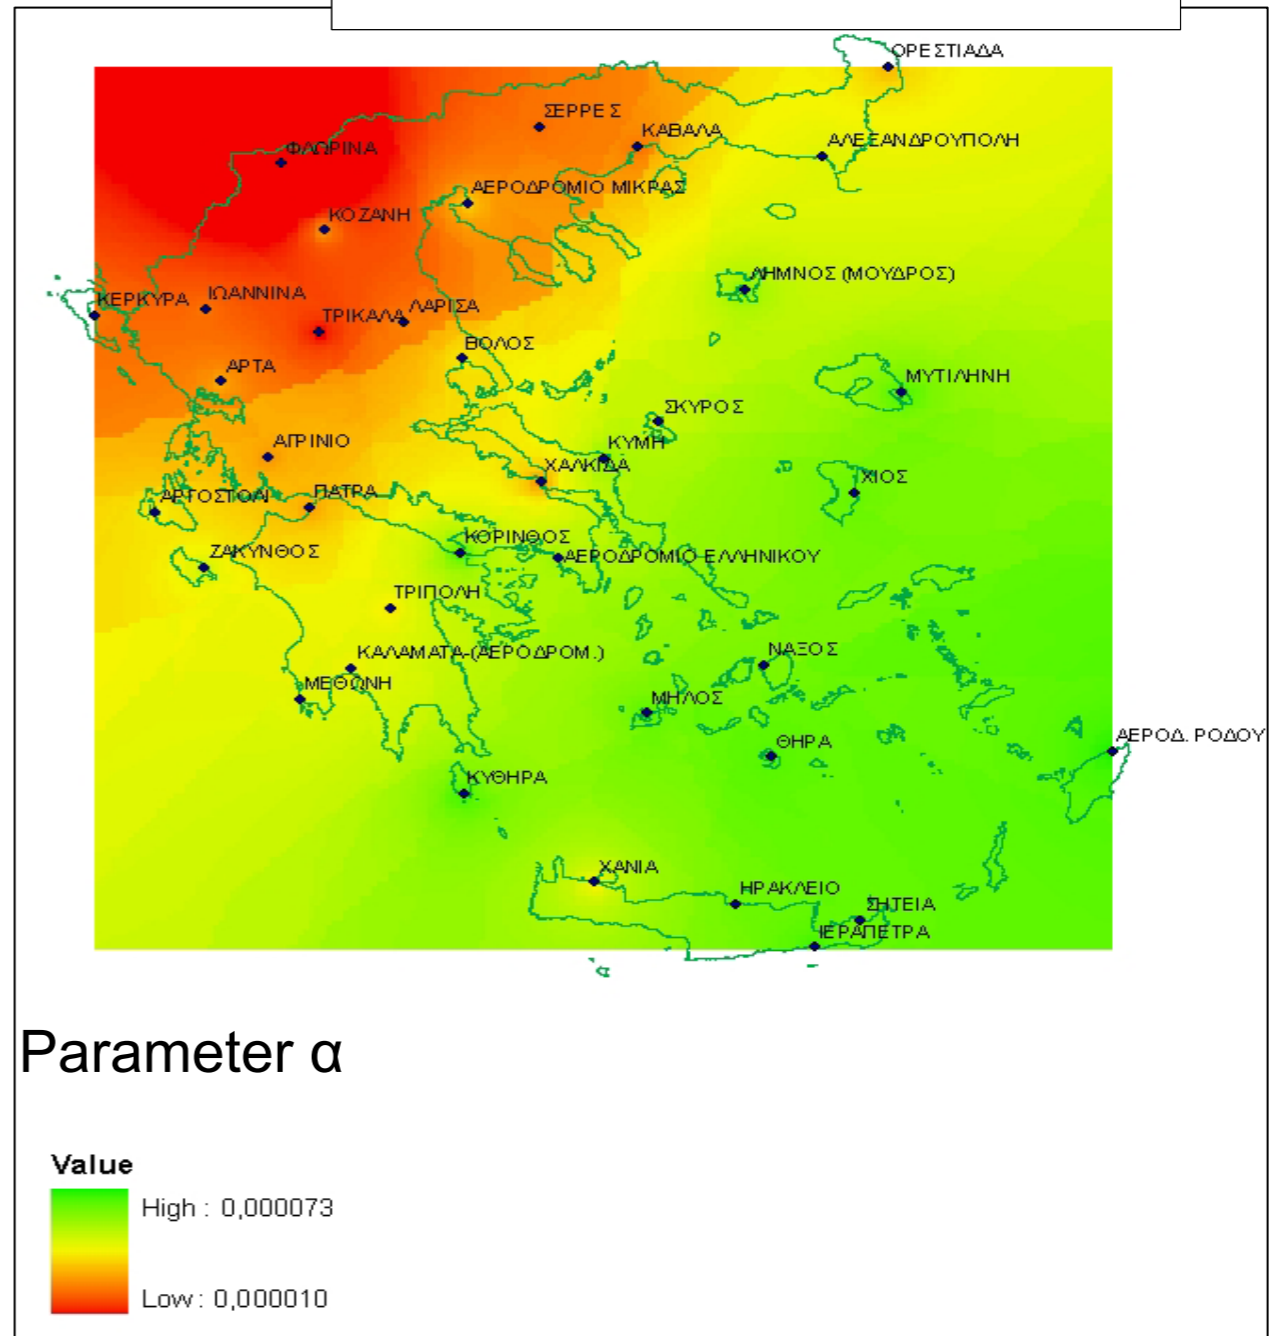 ΟΡΕΣΤΙΑΔΑ
ΣΕΡΡΕΣ
ΚΑΒΑΛΑ
ΑΛΕΞΑΝΔΡΟΥΠΟΛΗ
ΦΛΩΡΙΝΑ
ΑΕΡΟΔΡΟΜΙΟ ΜΙΚΡΑΣ
ΚΟΖΑΝΗ
ΛΗΜΝΟΣ (ΜΟΥΔΡΟΣ)
ΚΕΡΚΥΡΑ
ΙΩΑΝΝΙΝΑ
ΤΡΙΚΑΛΑ
ΛΑΡΙΣΑ
ΒΟΛΟΣ
ΑΡΤΑ
ΜΥΤΙΛΗΝΗ
ΣΚΥΡΟΣ
ΑΓΡΙΝΙΟ
ΚΥΜΗ
ΧΑΛΚΙΔΑ
ΧΙΟΣ
ΑΡΓΟΣΤΟΛΙ
ΠΑΤΡΑ
ΚΟΡΙΝΘΟΣ
ΖΑΚΥΝΘΟΣ
ΑΕΡΟΔΡΟΜΙΟ ΕΛΛΗΝΙΚΟΥ
ΤΡΙΠΟΛΗ
ΚΑΛΑΜΑΤΑ-(ΑΕΡΟΔΡΟΜ.)
ΝΑΞΟΣ
ΜΕΘΩΝΗ
ΜΗΛΟΣ
ΘΗΡΑ
ΑΕΡΟΔ. ΡΟΔΟΥ
ΚΥΘΗΡΑ
ΧΑΝΙΑ
ΗΡΑΚΛΕΙΟ
ΣΗΤΕΙΑ
ΙΕΡΑΠΕΤΡΑ
Parameter α
Value
High : 0,000073
Low : 0,000010